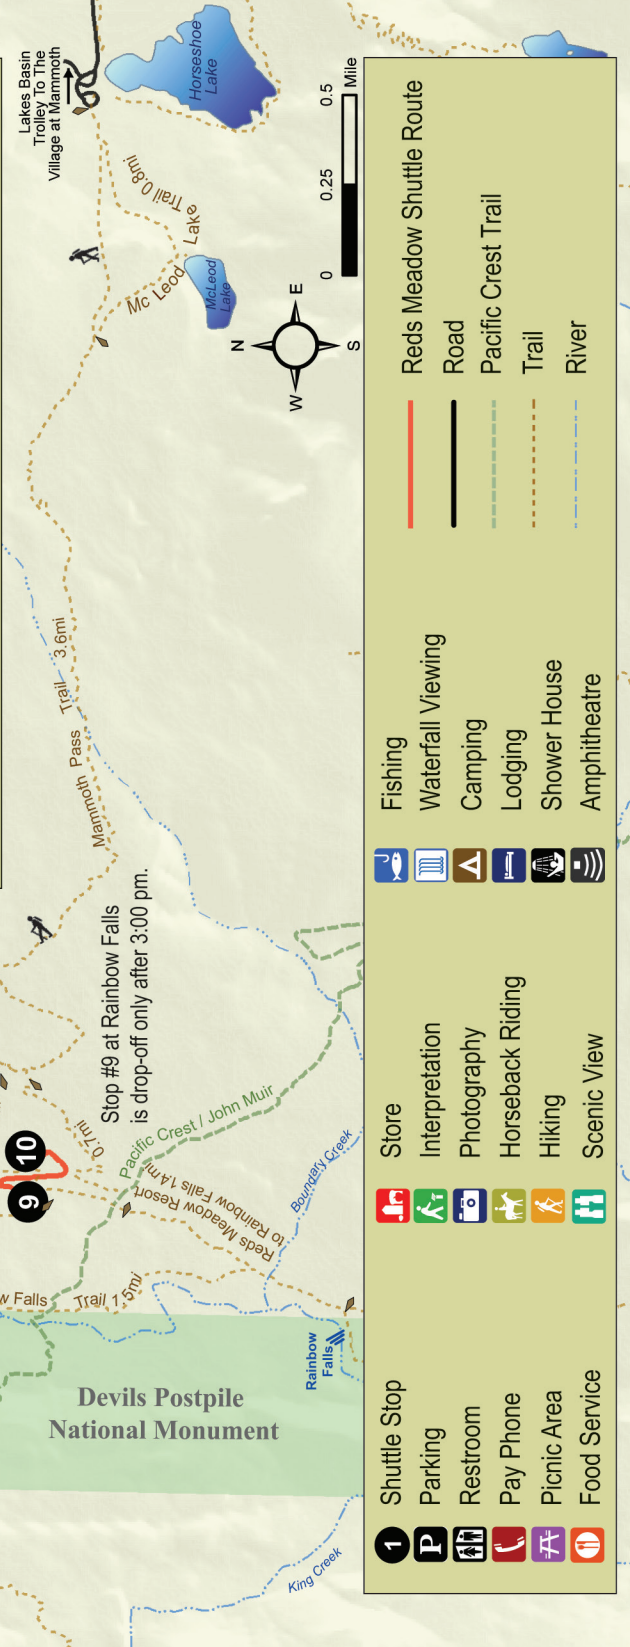 Lakes Basin
Trolley To The
Village at Mammoth
Horseshoe
Lake
Mc Leod Lake Trail 0.8mi
McLeod
Lake
N
E
S
W
0
0.25
0.5
Mile
Mammoth Pass Trail 3.6mi
Stop #9 at Rainbow Falls
is drop-off only after 3:00 pm.
9
10
0.7mi
Pacific Crest / John Muir
Reds Meadow Resort
to Rainbow Falls 1.4mi
Boundary Creek
Falls Trail 1.5mi
Rainbow
Falls
Devils Postpile
National Monument
King Creek
1 Shuttle Stop
P Parking
Restroom
Pay Phone
Picnic Area
Food Service
Store
Interpretation
Photography
Horseback Riding
Hiking
Scenic View
Fishing
Waterfall Viewing
Camping
Lodging
Shower House
Amphitheatre
Reds Meadow Shuttle Route
Road
Pacific Crest Trail
Trail
River